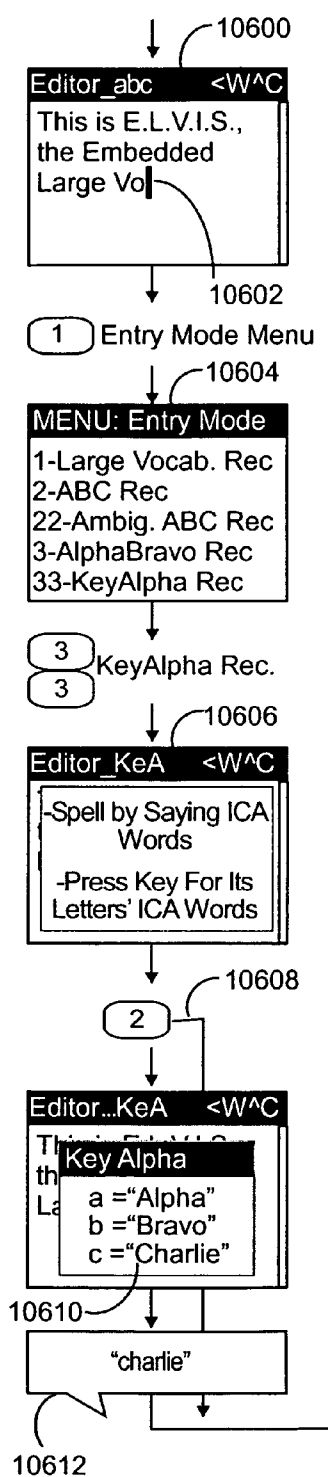 10600
Editor_abc <W^C
This is E.L.V.I.S.,
the Embedded
Large Vo
10602
1 Entry Mode Menu
10604
MENU: Entry Mode
1-Large Vocab. Rec
2-ABC Rec
22-Ambig. ABC Rec
3-AlphaBravo Rec
33-KeyAlpha Rec
3
KeyAlpha Rec.
3
10606
Editor_KeA <W^C
-Spell by Saying ICA
Words
-Press Key For Its
Letters' ICA Words
10608
2
Editor...KeA <W^C
Key Alpha
th
La
a ="Alpha"
b ="Bravo"
c ="Charlie"
10610
"charlie"
10612